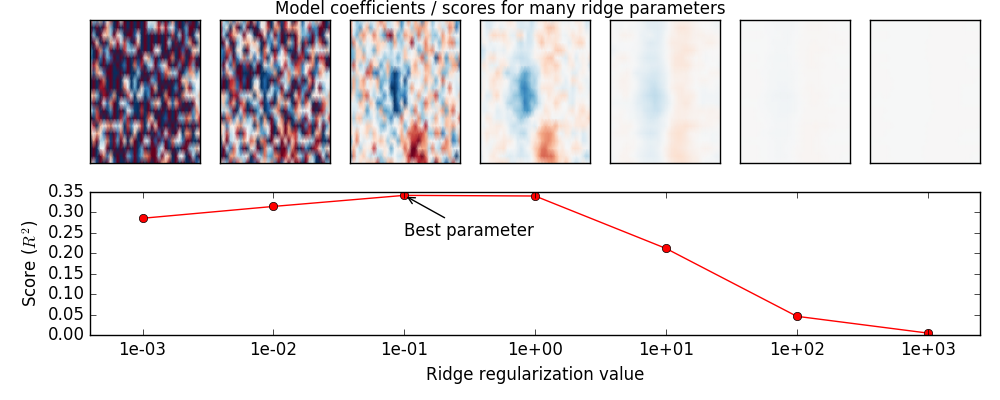 Model coefficients / scores for many ridge parameters
0.35
0.30
0.25
0.20
0.15
0.10
0.05
0.00
Score (R²)
Best parameter
1e-03 1e-02 1e-01 1e+00 1e+01 1e+02 1e+03
Ridge regularization value